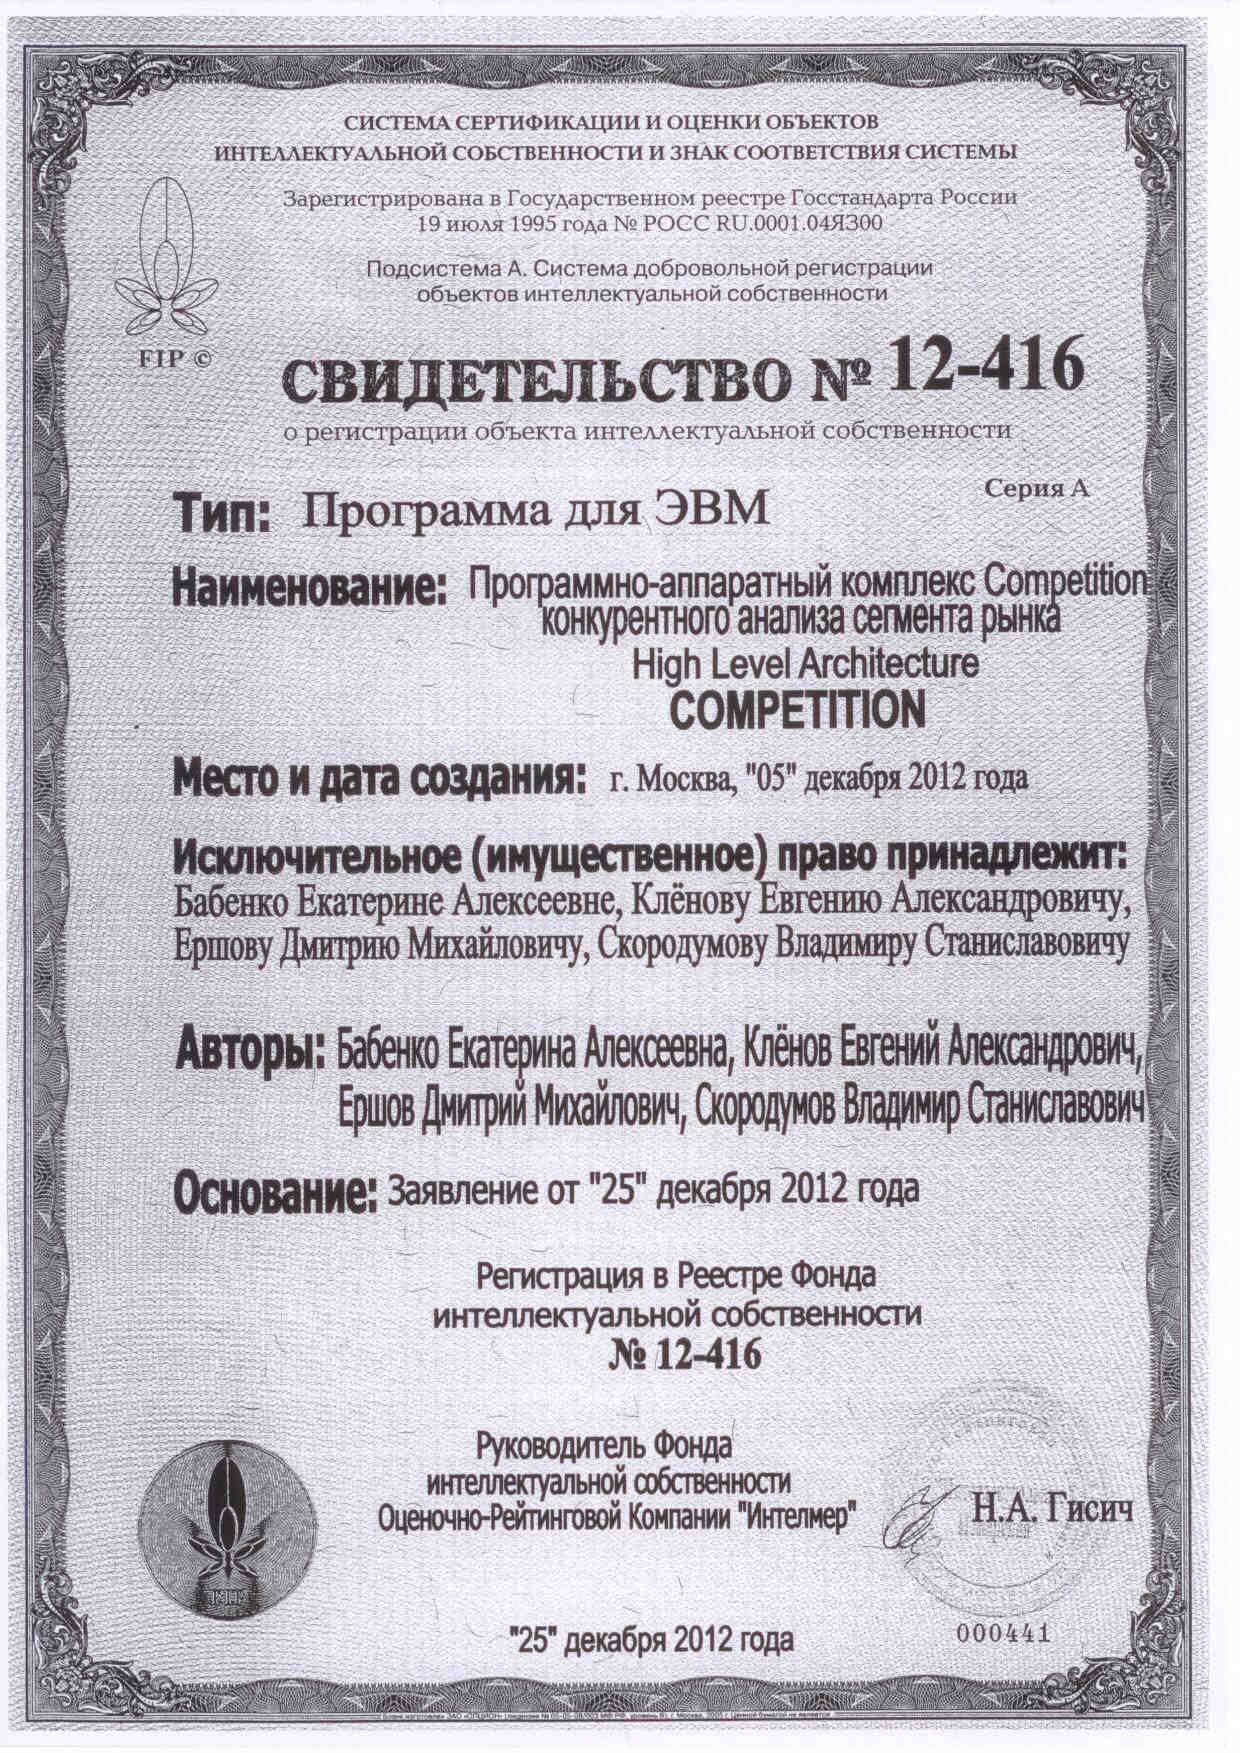 СИСТЕМА СЕРТИФИКАЦИИ И ОЦЕНКИ ОБЪЕКТОВ
ИНТЕЛЛЕКТУАЛЬНОЙ СОБСТВЕННОСТИ И ЗНАК СООТВЕТСТВИЯ СИСТЕМЫ
Зарегистрирована в Государственном реестре Госстандарта России
19 июля 1995 года № РОСС RU.0001.04ЯЗ00
Подсистема А. Система добровольной регистрации
объектов интеллектуальной собственности
FIP ©
СВИДЕТЕЛЬСТВО № 12-416
о регистрации объекта интеллектуальной собственности
Серия А
Тип: Программа для ЭВМ
Наименование: Программно-аппаратный комплекс Competition
конкурентного анализа сегмента рынка
High Level Architecture
COMPETITION
Место и дата создания: г. Москва, "05" декабря 2012 года
Исключительное (имущественное) право принадлежит:
Бабенко Екатерине Алексеевне, Клёнову Евгению Александровичу,
Ершову Дмитрию Михайловичу, Скородумову Владимиру Станиславовичу
Авторы: Бабенко Екатерина Алексеевна, Клёнов Евгений Александрович,
Ершов Дмитрий Михайлович, Скородумов Владимир Станиславович
Основание: Заявление от "25" декабря 2012 года
Регистрация в Реестре Фонда
интеллектуальной собственности
№ 12-416
Руководитель Фонда
интеллектуальной собственности
Оценочно-Рейтинговой Компании "Интелмер"
Н.А. Гисич
"25" декабря 2012 года
000441